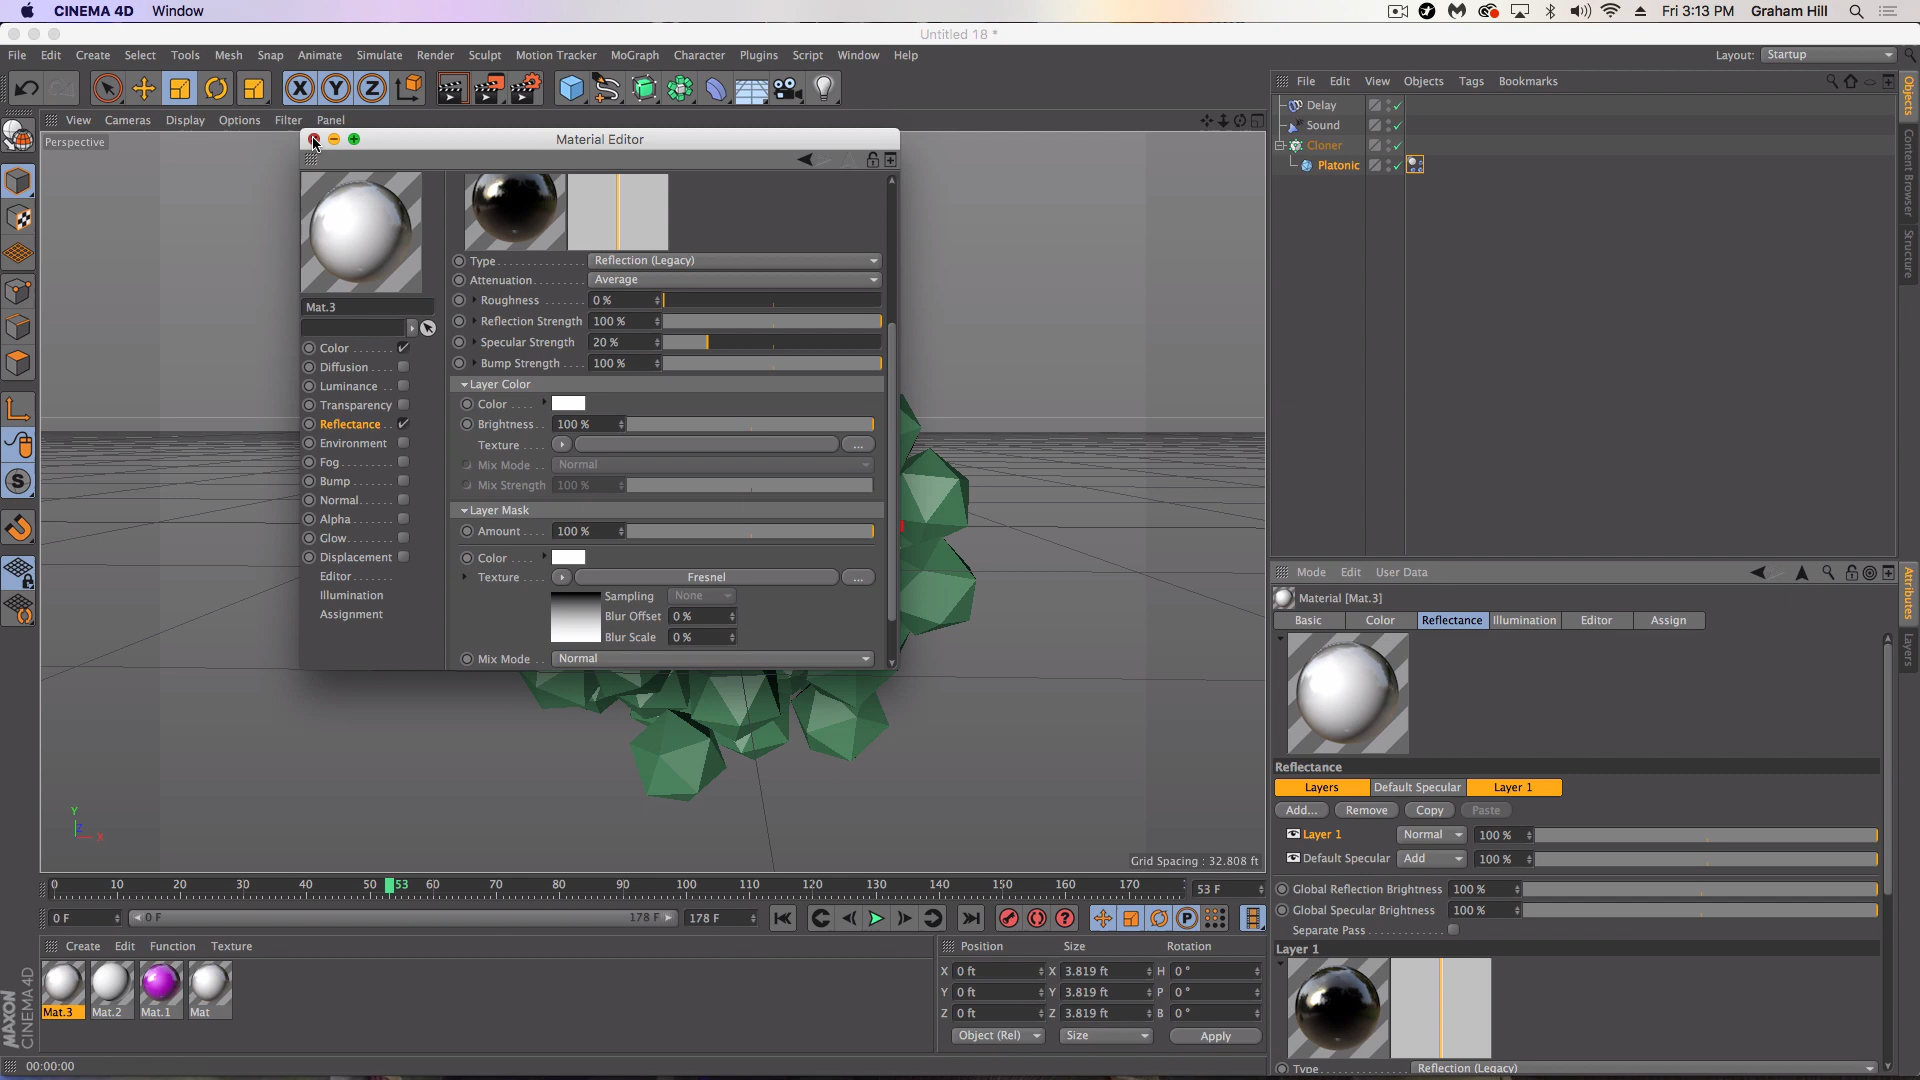 CINEMA 4D Window Fri 3:13 PM Graham Hill
Untitled 18 *
File Edit Create Select Tools Mesh Snap Animate Simulate Render Sculpt Motion Tracker MoGraph Character Plugins Script Window Help Layout: Startup
X Y Z
File Edit View Objects Tags Bookmarks
View Cameras Display Options Filter Panel
Perspective
Material Editor
Delay
Sound
Cloner
Platonic
Objects
Content Browser
Structure
Mat.3
Color
Diffusion
Luminance
Transparency
Reflectance
Environment
Fog
Bump
Normal
Alpha
Glow
Displacement
Editor
Illumination
Assignment
Type Reflection (Legacy)
Attenuation Average
Roughness 0 %
Reflection Strength 100 %
Specular Strength 20 %
Bump Strength 100 %
Layer Color
Color
Brightness 100 %
Texture ...
Mix Mode Normal
Mix Strength 100 %
Layer Mask
Amount 100 %
Color
Texture Fresnel ...
Sampling None
Blur Offset 0 %
Blur Scale 0 %
Mix Mode Normal
Y
Z
X
Grid Spacing : 32.808 ft
Mode Edit User Data
Attributes
Layers
Material [Mat.3]
Basic Color Reflectance Illumination Editor Assign
Reflectance
Layers Default Specular Layer 1
Add... Remove Copy Paste
Layer 1 Normal 100 %
Default Specular Add 100 %
Global Reflection Brightness 100 %
Global Specular Brightness 100 %
Separate Pass
Layer 1
Type Reflection (Legacy)
0 10 20 30 40 50 53 60 70 80 90 100 110 120 130 140 150 160 170 53 F
0 F 0 F 178 F 178 F
Create Edit Function Texture
Mat.3 Mat.2 Mat.1 Mat
Position Size Rotation
X 0 ft X 3.819 ft H 0 °
Y 0 ft Y 3.819 ft P 0 °
Z 0 ft Z 3.819 ft B 0 °
Object (Rel) Size Apply
MAXON
CINEMA 4D
00:00:00